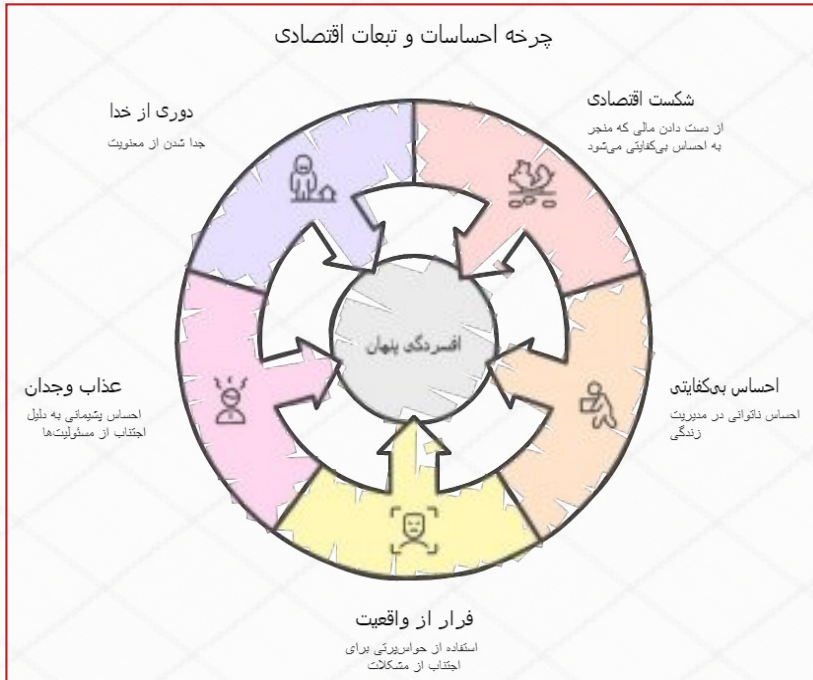 چرخه احساسات و تبعات اقتصادی
شکست اقتصادی
از دست دادن مالی که منجر
به احساس بی‌کفایتی می‌شود
احساس بی‌کفایتی
احساس ناتوانی در مدیریت
زندگی
فرار از واقعیت
استفاده از حواس‌پرتی برای
اجتناب از مشکلات
عذاب وجدان
احساس پشیمانی به دلیل
اجتناب از مسئولیت‌ها
دوری از خدا
جدا شدن از معنویت
افسردگی پنهان